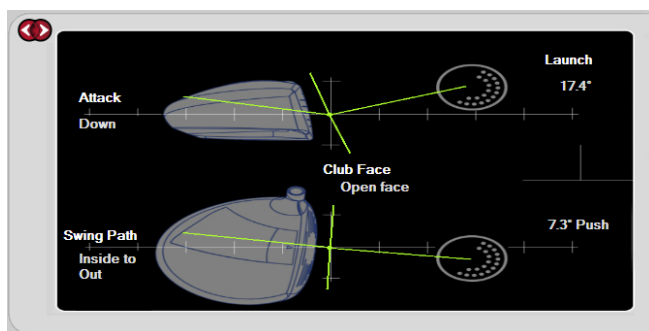 Launch
17.4°
Attack
Down
Club Face
Open face
7.3° Push
Swing Path
Inside to
Out